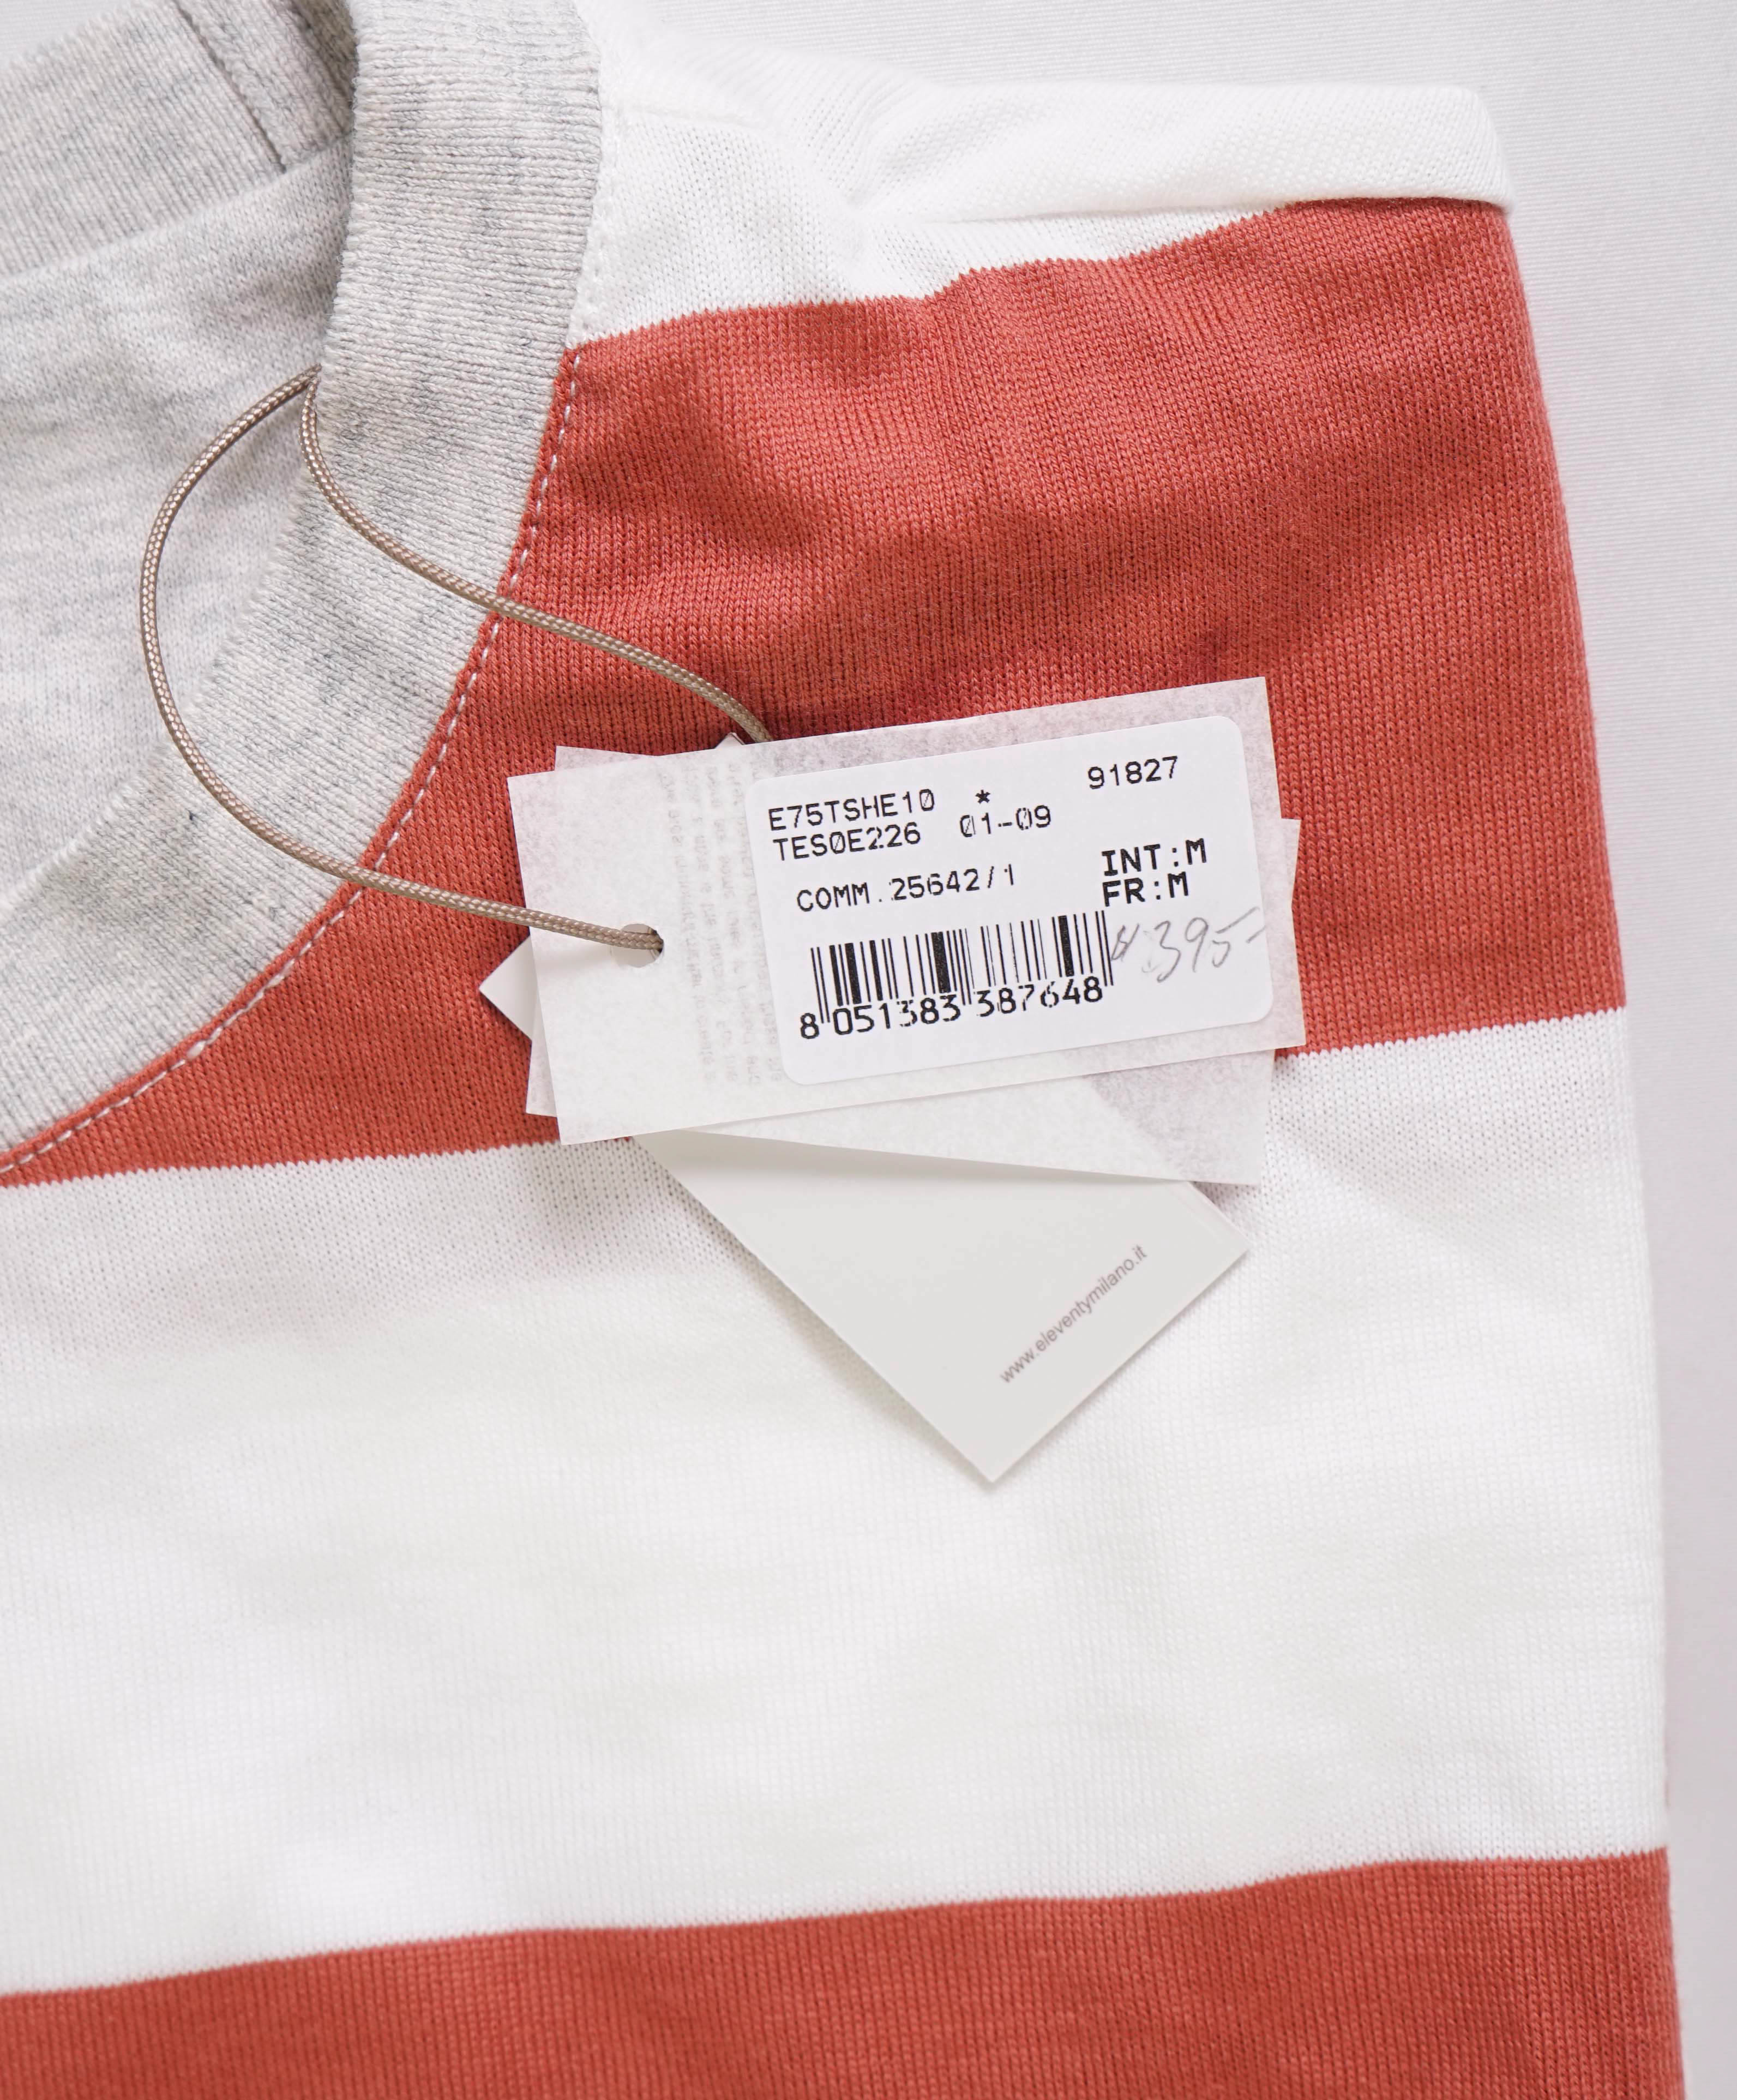 E75TSHE10 * 91827
TES0E226 01-09
COMM.25642/1
INT:M
FR:M
395-
8 051383 387648
www.eleventymilano.it